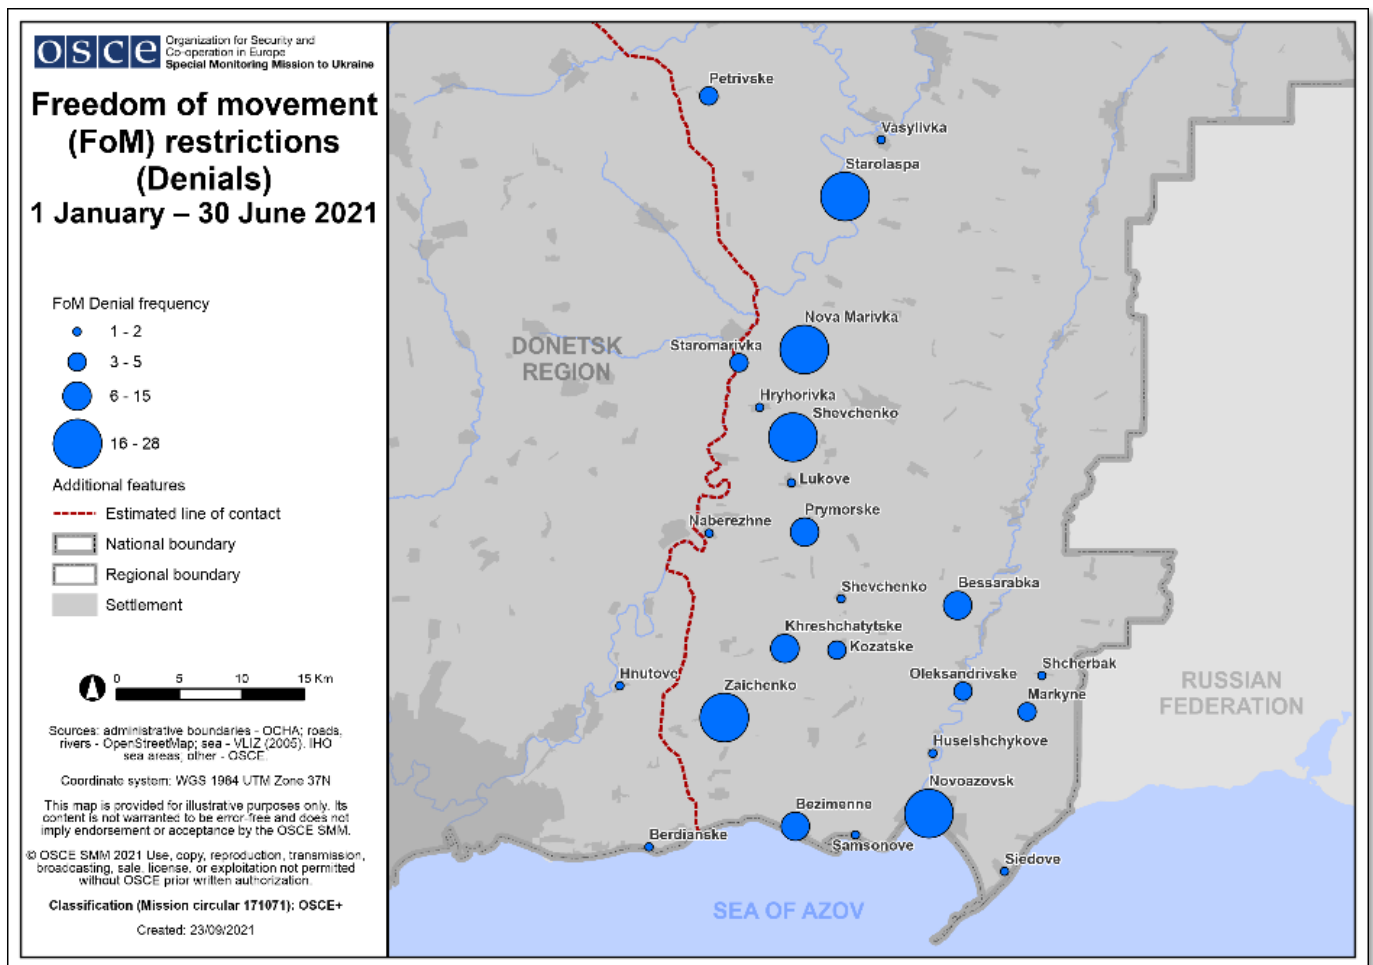 osce
Organization for Security and
Co-operation in Europe
Special Monitoring Mission to Ukraine
Freedom of movement
(FoM) restrictions
(Denials)
1 January – 30 June 2021
FoM Denial frequency
1 - 2
3 - 5
6 - 15
16 - 28
Additional features
Estimated line of contact
National boundary
Regional boundary
Settlement
0 5 10 15 Km
Sources: administrative boundaries - OCHA; roads,
rivers - OpenStreetMap; sea - VLIZ (2005). IHO
sea areas; other - OSCE.
Coordinate system: WGS 1984 UTM Zone 37N
This map is provided for illustrative purposes only. Its
content is not warranted to be error-free and does not
imply endorsement or acceptance by the OSCE SMM.
© OSCE SMM 2021 Use, copy, reproduction, transmission,
broadcasting, sale, license, or exploitation not permitted
without OSCE prior written authorization.
Classification (Mission circular 171071): OSCE+
Created: 23/09/2021
Petrivske
Vasylivka
Starolaspa
Nova Marivka
DONETSK
REGION
Staromarivka
Hryhorivka
Shevchenko
Lukove
Prymorske
Naberezhne
Shevchenko
Bessarabka
Khreshchatytske
Kozatske
Hnutove
Zaichenko
Oleksandrivske
Shcherbak
Markyne
RUSSIAN
FEDERATION
Huselshchykove
Novoazovsk
Bezimenne
Berdianske
Samsonove
Siedove
SEA OF AZOV